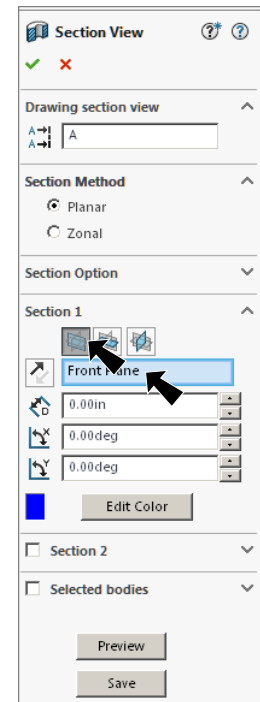 Section View
Drawing section view
A
Section Method
Planar
Zonal
Section Option
Section 1
Front Plane
0.00in
0.00deg
0.00deg
Edit Color
Section 2
Selected bodies
Preview
Save